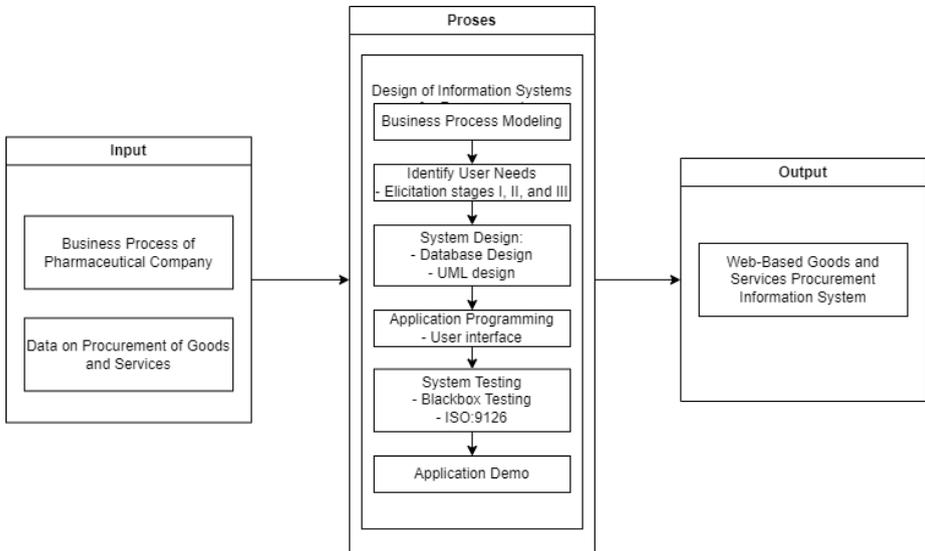 Input
Business Process of
Pharmaceutical Company
Data on Procurement of Goods
and Services
Proses
Design of Information Systems
Business Process Modeling
Identify User Needs
- Elicitation stages I, II, and III
System Design:
- Database Design
- UML design
Application Programming
- User interface
System Testing
- Blackbox Testing
- ISO:9126
Application Demo
Output
Web-Based Goods and
Services Procurement
Information System